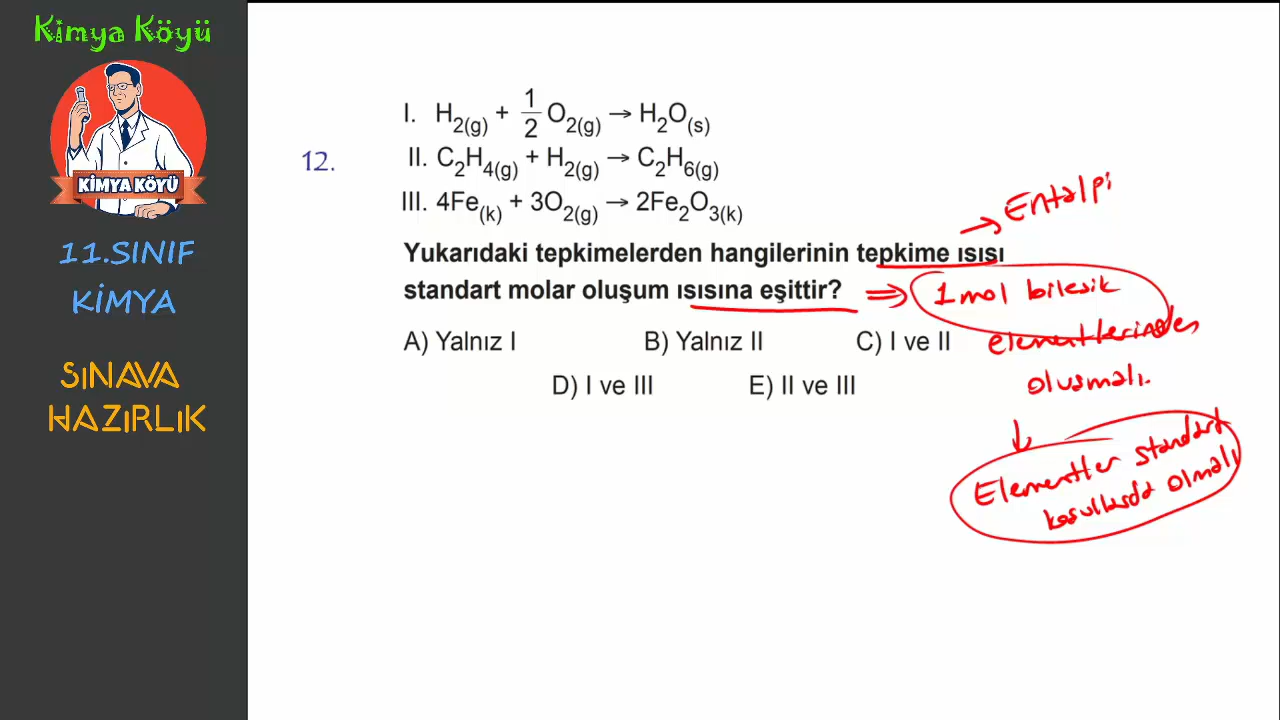 Kimya Köyü
KİMYA KÖYÜ
11.SINIF
KİMYA
SINAVA
HAZIRLIK
12.
I. H2(g) + 1/2 O2(g) → H2O(s)
II. C2H4(g) + H2(g) → C2H6(g)
III. 4Fe(k) + 3O2(g) → 2Fe2O3(k)
Yukarıdaki tepkimelerden hangilerinin tepkime ısısı
standart molar oluşum ısısına eşittir?
A) Yalnız I B) Yalnız II C) I ve II
D) I ve III E) II ve III
→ Entalpi
⇒ 1 mol bileşik
elementlerinden
oluşmalı.
↓
Elementler standart
koşullarda olmalı